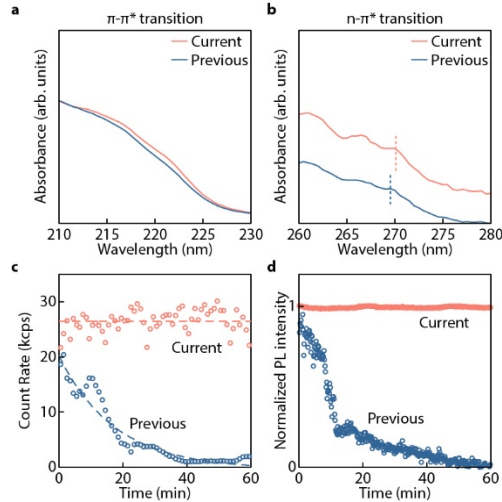 a
π-π* transition
Current
Previous
Absorbance (arb. units)
210
215
220
225
230
Wavelength (nm)
b
n-π* transition
Current
Previous
Absorbance (arb. units)
260
265
270
275
280
Wavelength (nm)
c
30
20
10
0
Count Rate (kcps)
Current
Previous
0
20
40
60
Time (min)
d
1
0
Normalized PL intensity
Current
Previous
0
20
40
60
Time (min)